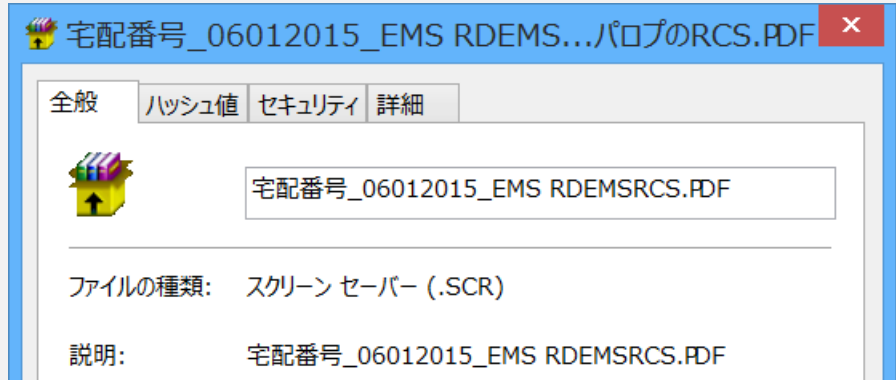 宅配番号_06012015_EMS RDEMS...パロプのRCS.PDF
全般 ハッシュ値 セキュリティ 詳細
宅配番号_06012015_EMS RDEMSRCS.PDF
ファイルの種類: スクリーン セーバー (.SCR)
説明: 宅配番号_06012015_EMS RDEMSRCS.PDF